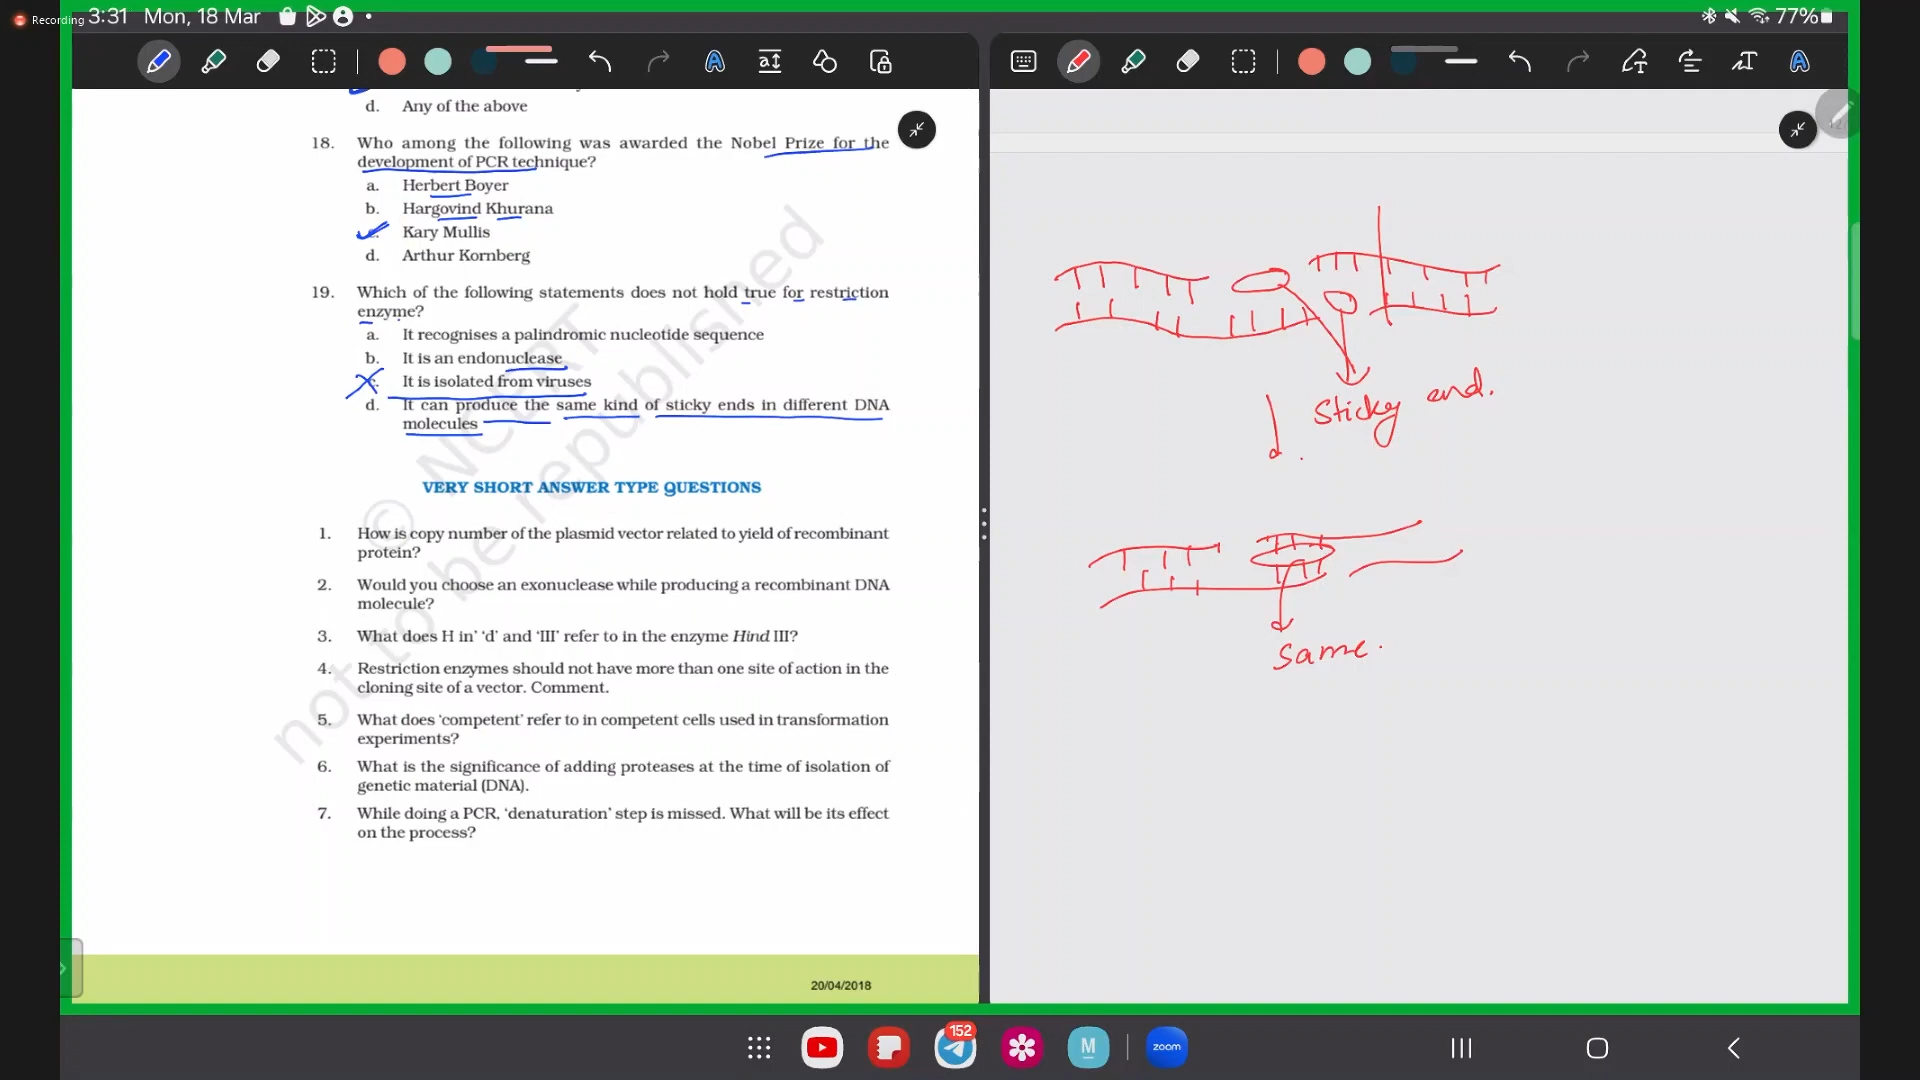 Recording
3:31 Mon, 18 Mar
77%
d. Any of the above
18. Who among the following was awarded the Nobel Prize for the
development of PCR technique?
a. Herbert Boyer
b. Hargovind Khurana
c. Kary Mullis
d. Arthur Kornberg
19. Which of the following statements does not hold true for restriction
enzyme?
a. It recognises a palindromic nucleotide sequence
b. It is an endonuclease
c. It is isolated from viruses
d. It can produce the same kind of sticky ends in different DNA
molecules
VERY SHORT ANSWER TYPE QUESTIONS
1. How is copy number of the plasmid vector related to yield of recombinant
protein?
2. Would you choose an exonuclease while producing a recombinant DNA
molecule?
3. What does H in' 'd' and 'III' refer to in the enzyme Hind III?
4. Restriction enzymes should not have more than one site of action in the
cloning site of a vector. Comment.
5. What does 'competent' refer to in competent cells used in transformation
experiments?
6. What is the significance of adding proteases at the time of isolation of
genetic material (DNA).
7. While doing a PCR, 'denaturation' step is missed. What will be its effect
on the process?
© NCERT
not to be republished
20/04/2018
Sticky end.
Same.
152
M
zoom